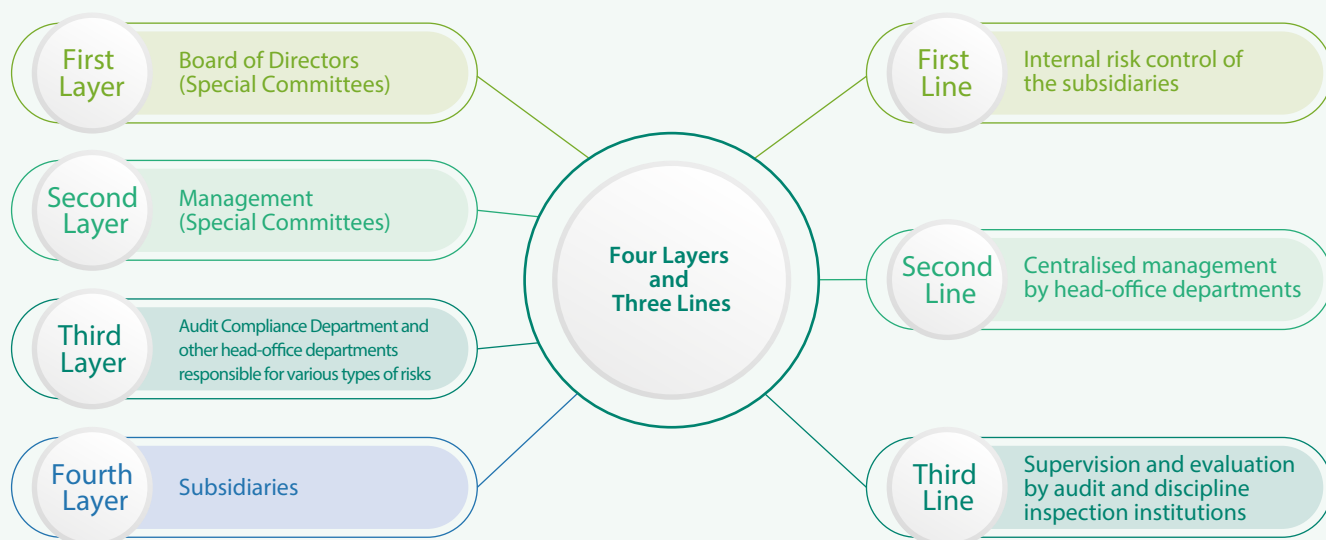 First
Layer
Board of Directors
(Special Committees)
Second
Layer
Management
(Special Committees)
Third
Layer
Audit Compliance Department and
other head-office departments
responsible for various types of risks
Fourth
Layer
Subsidiaries
Four Layers
and
Three Lines
First
Line
Internal risk control of
the subsidiaries
Second
Line
Centralised management
by head-office departments
Third
Line
Supervision and evaluation
by audit and discipline
inspection institutions